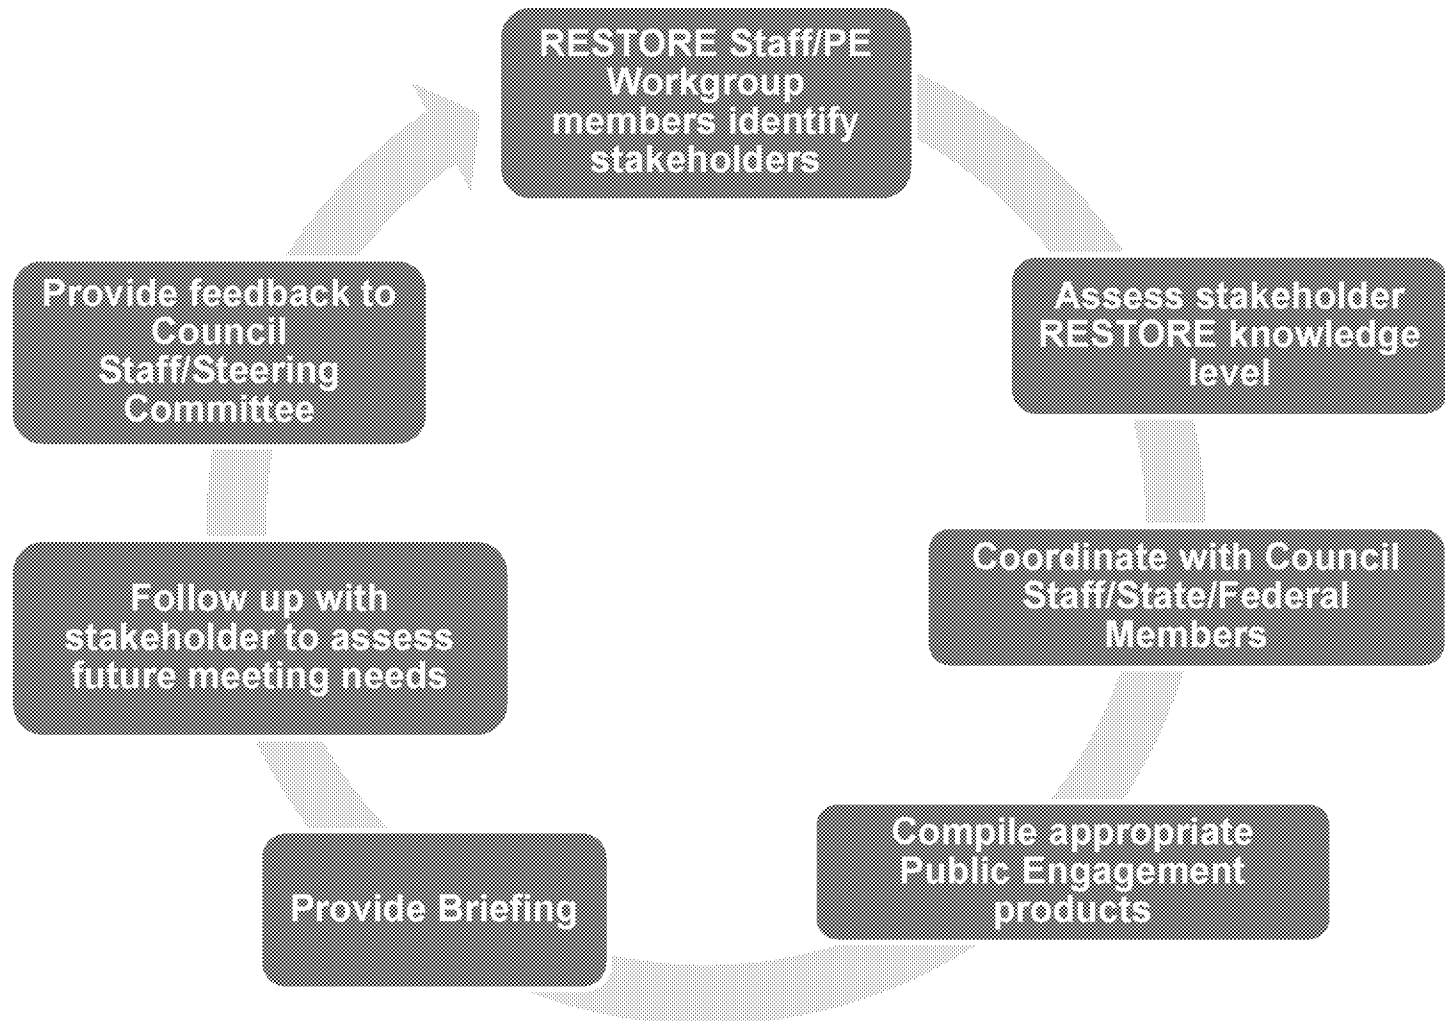 RESTORE Staff/PE
Workgroup
members identify
stakeholders
Assess stakeholder
RESTORE knowledge
level
Coordinate with Council
Staff/State/Federal
Members
Compile appropriate
Public Engagement
products
Provide Briefing
Follow up with
stakeholder to assess
future meeting needs
Provide feedback to
Council
Staff/Steering
Committee